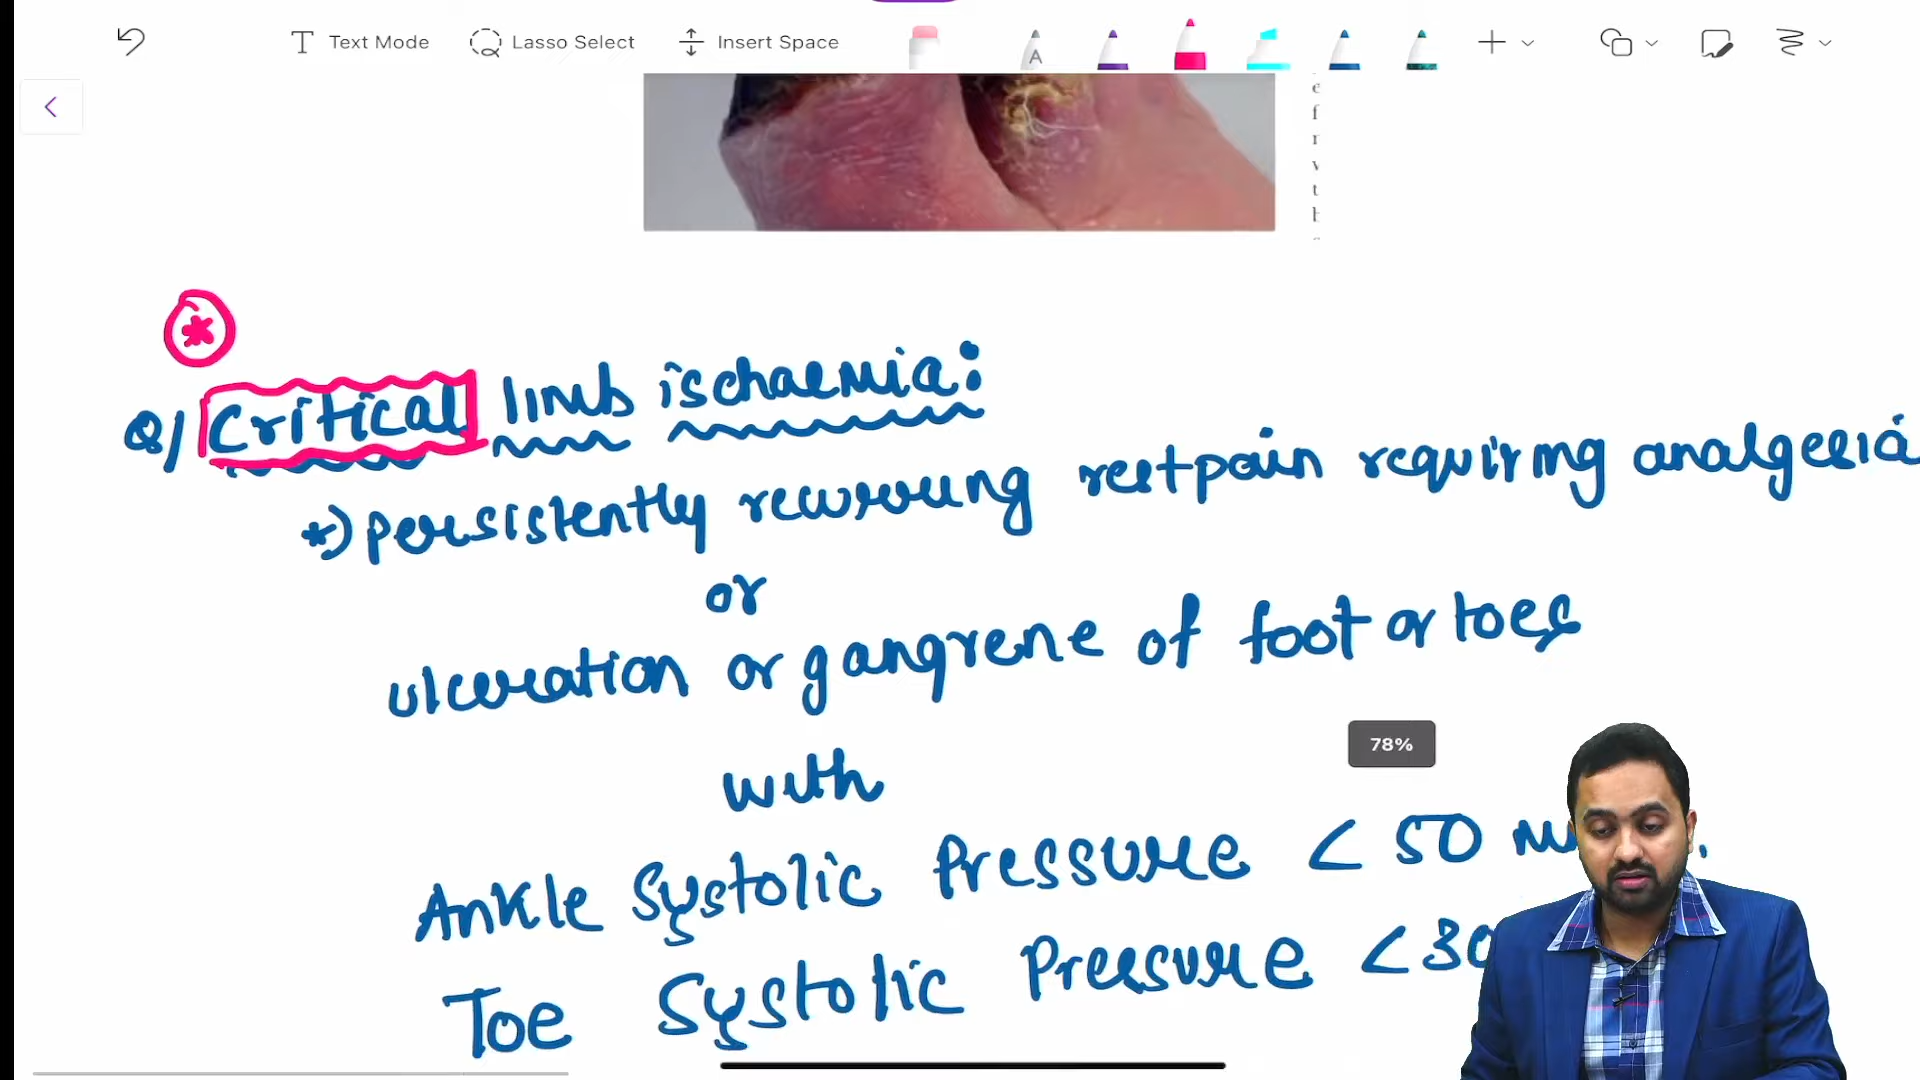 Text Mode Lasso Select Insert Space
A
e
f
r
v
t
h
Q/ Critical limb ischaemia:
*) persistently recurring restpain requiring analgesia
or
ulceration or gangrene of foot or toes
with
78%
Ankle Systolic Pressure < 50
Toe Systolic Pressure < 30